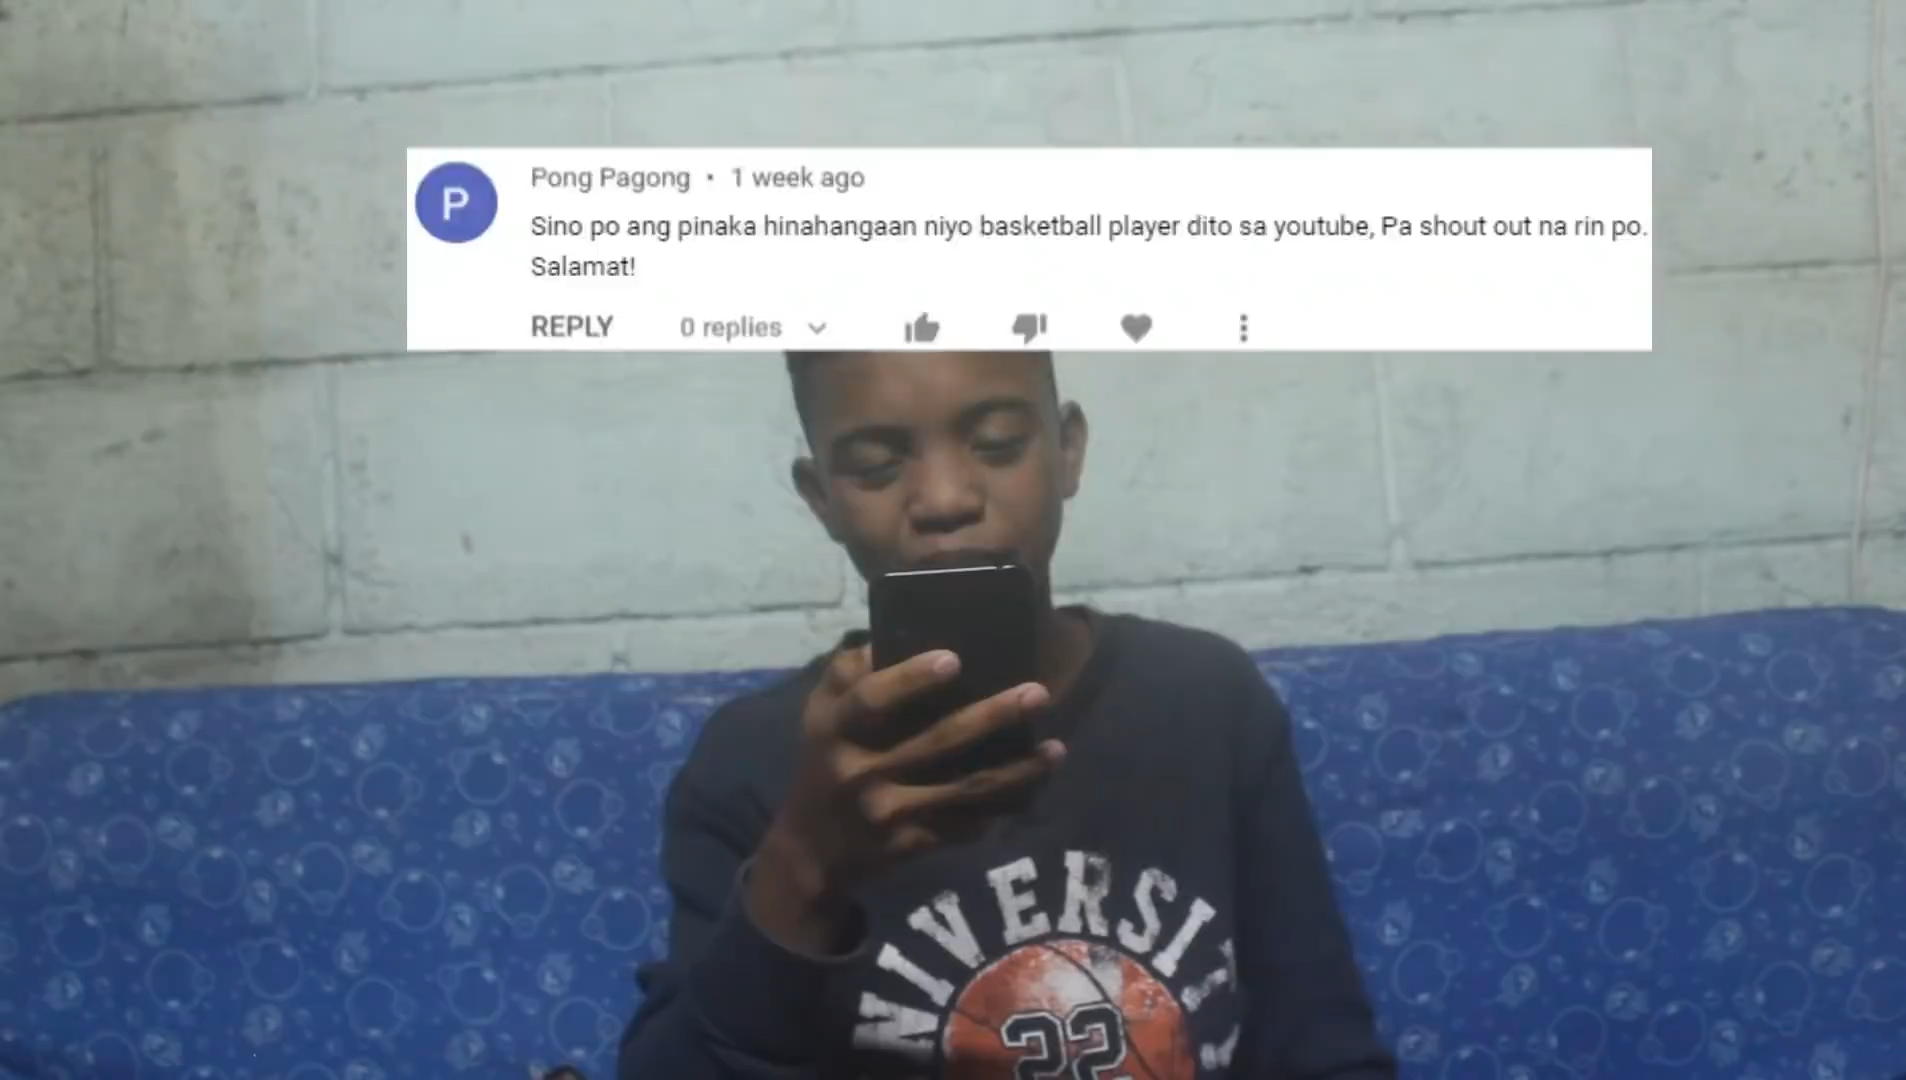 P
Pong Pagong • 1 week ago
Sino po ang pinaka hinahangaan niyo basketball player dito sa youtube, Pa shout out na rin po.
Salamat!
REPLY 0 replies
NIVERSI
22